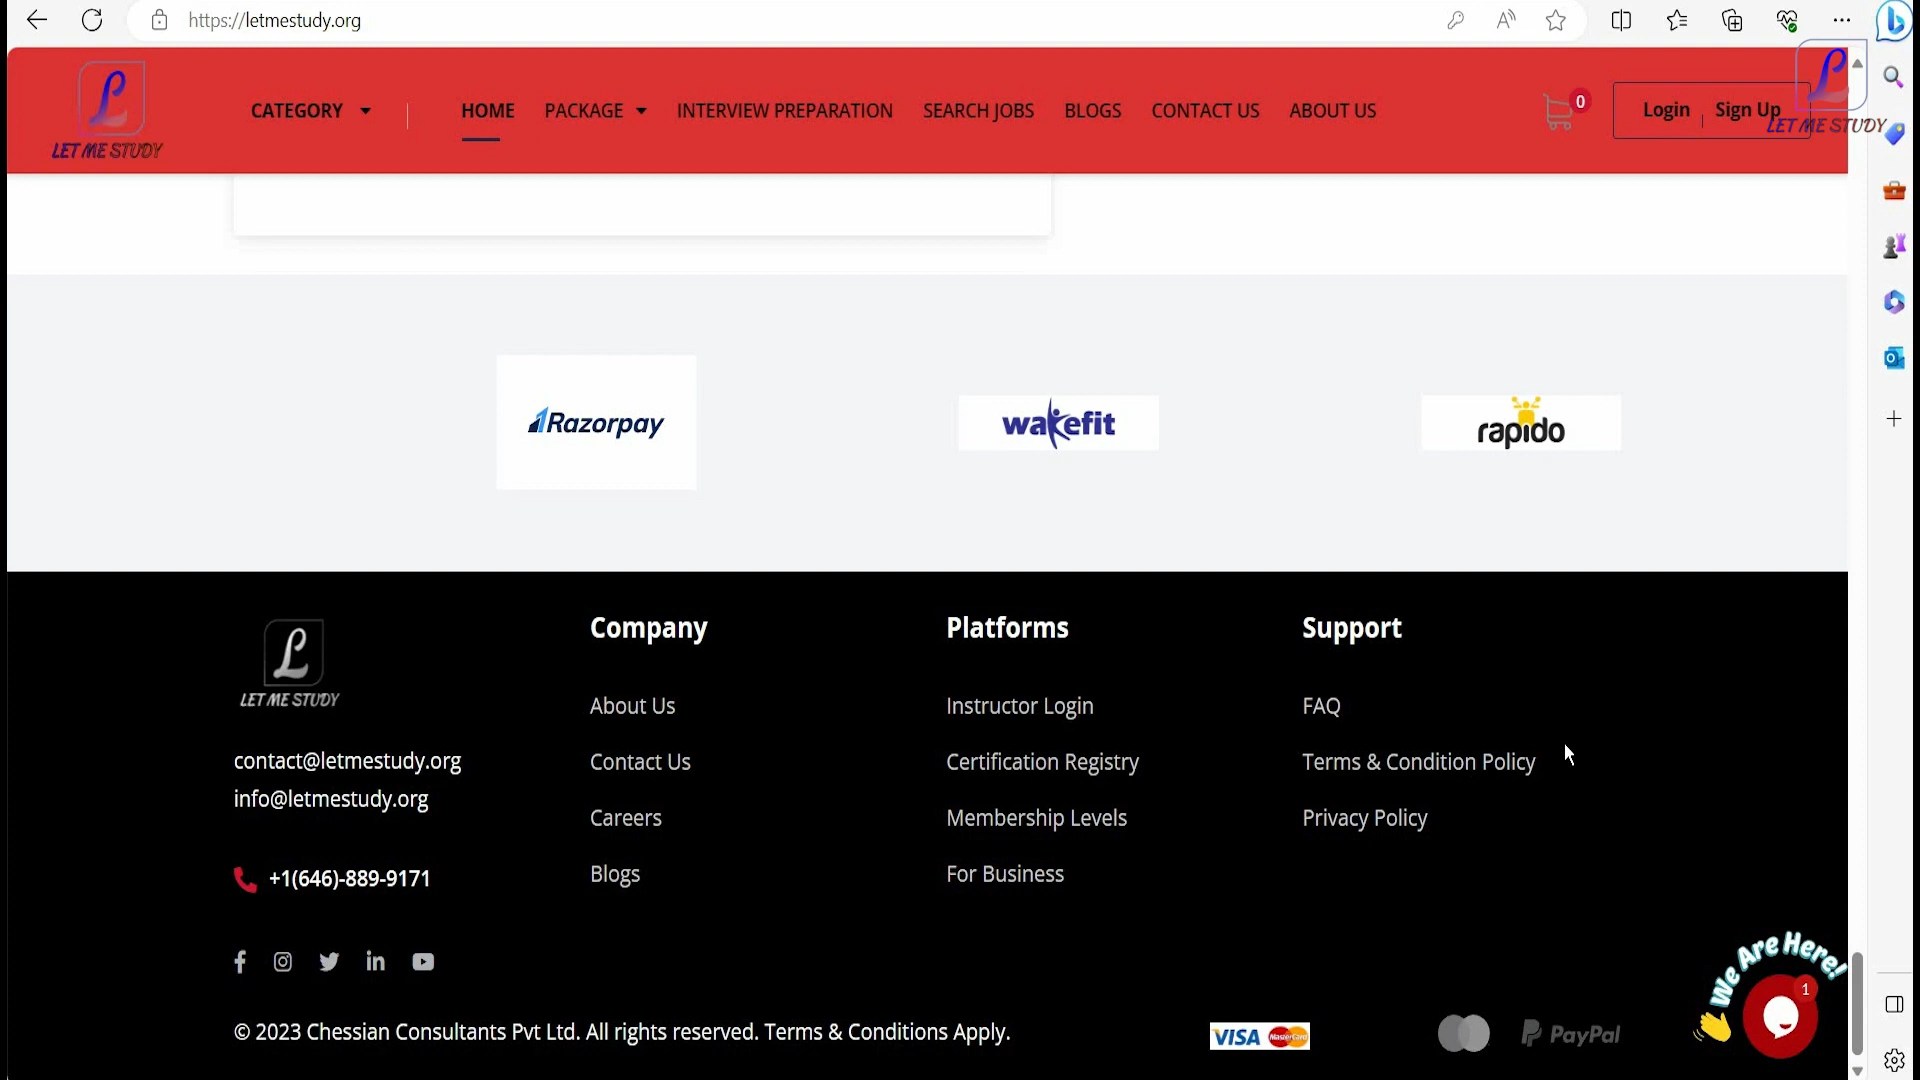 https://letmestudy.org
L
LET ME STUDY
CATEGORY
HOME
PACKAGE
INTERVIEW PREPARATION
SEARCH JOBS
BLOGS
CONTACT US
ABOUT US
0
Login
Sign Up
L
LET ME STUDY
Razorpay
wakefit
rapido
L
LET ME STUDY
contact@letmestudy.org
info@letmestudy.org
+1(646)-889-9171
Company
About Us
Contact Us
Careers
Blogs
Platforms
Instructor Login
Certification Registry
Membership Levels
For Business
Support
FAQ
Terms & Condition Policy
Privacy Policy
We Are Here!
1
© 2023 Chessian Consultants Pvt Ltd. All rights reserved. Terms & Conditions Apply.
VISA
MasterCard
PayPal